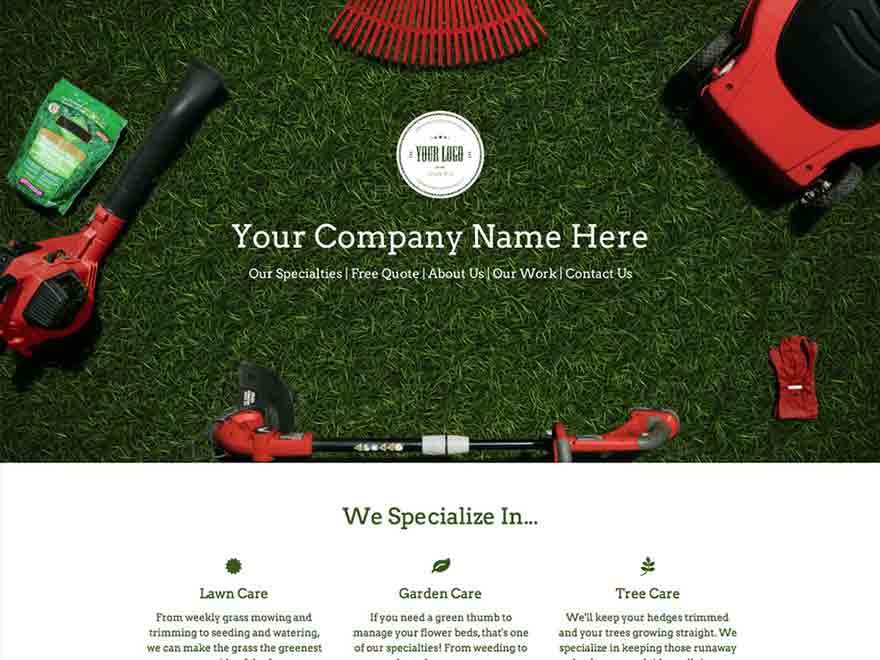 YOUR LOGO
Your Company Name Here
Our Specialties | Free Quote | About Us | Our Work | Contact Us
We Specialize In...
Lawn Care
From weekly grass mowing and
trimming to seeding and watering,
we can make the grass the greenest
Garden Care
If you need a green thumb to
manage your flower beds, that's one
of our specialties! From weeding to
Tree Care
We'll keep your hedges trimmed
and your trees growing straight. We
specialize in keeping those runaway